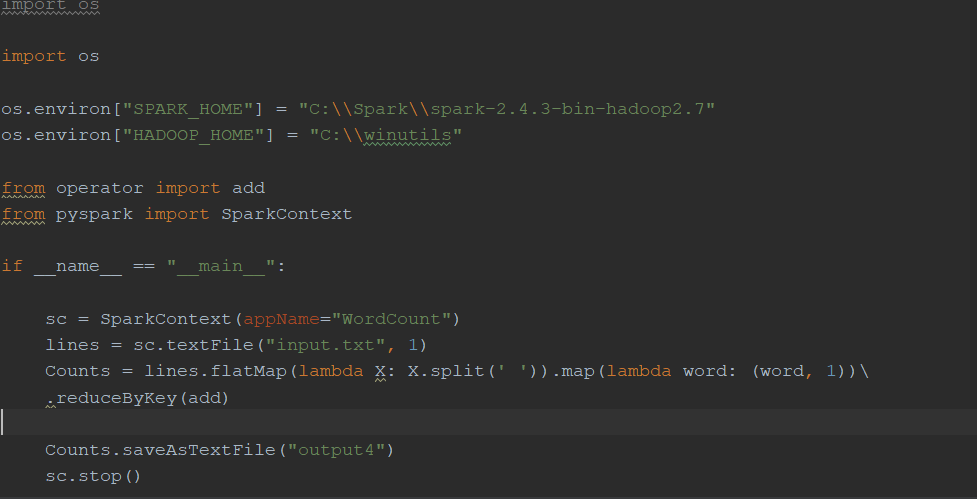 import os
import os
os.environ["SPARK_HOME"] = "C:\\Spark\\spark-2.4.3-bin-hadoop2.7"
os.environ["HADOOP_HOME"] = "C:\\winutils"
from operator import add
from pyspark import SparkContext
if __name__ == "__main__":
sc = SparkContext(appName="WordCount")
lines = sc.textFile("input.txt", 1)
Counts = lines.flatMap(lambda X: X.split(' ')).map(lambda word: (word, 1))\
.reduceByKey(add)
Counts.saveAsTextFile("output4")
sc.stop()